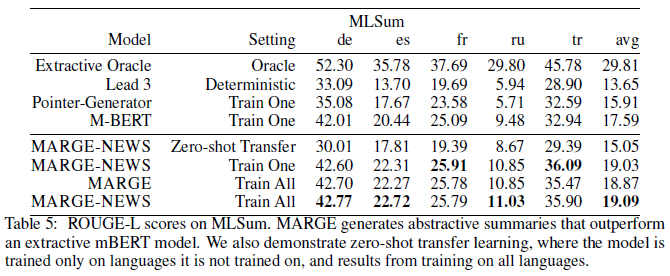 MLSum
Model Setting de es fr ru tr avg
Extractive Oracle Oracle 52.30 35.78 37.69 29.80 45.78 29.81
Lead 3 Deterministic 33.09 13.70 19.69 5.94 28.90 13.65
Pointer-Generator Train One 35.08 17.67 23.58 5.71 32.59 15.91
M-BERT Train One 42.01 20.44 25.09 9.48 32.94 17.59
MARGE-NEWS Zero-shot Transfer 30.01 17.81 19.39 8.67 29.39 15.05
MARGE-NEWS Train One 42.60 22.31 25.91 10.85 36.09 19.03
MARGE Train All 42.70 22.27 25.78 10.85 35.47 18.87
MARGE-NEWS Train All 42.77 22.72 25.79 11.03 35.90 19.09
Table 5: ROUGE-L scores on MLSum. MARGE generates abstractive summaries that outperform
an extractive mBERT model. We also demonstrate zero-shot transfer learning, where the model is
trained only on languages it is not trained on, and results from training on all languages.